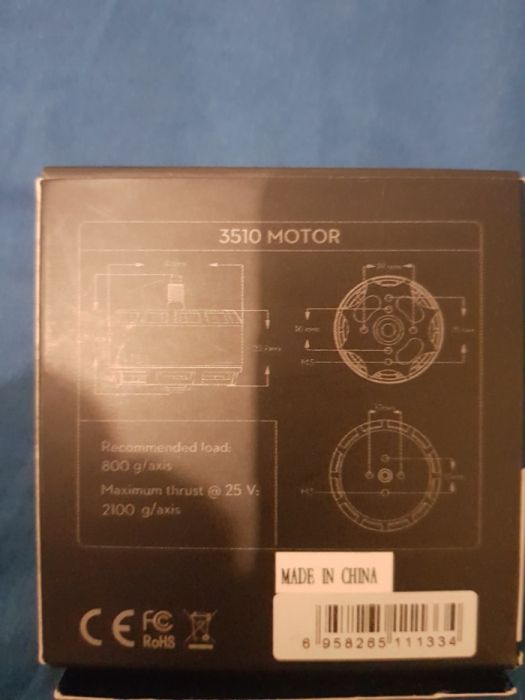 3510 MOTOR
Recommended load:
800 g/axis
Maximum thrust @ 25 V:
2100 g/axis
MADE IN CHINA
CE FC
RoHS
6 958265 111334